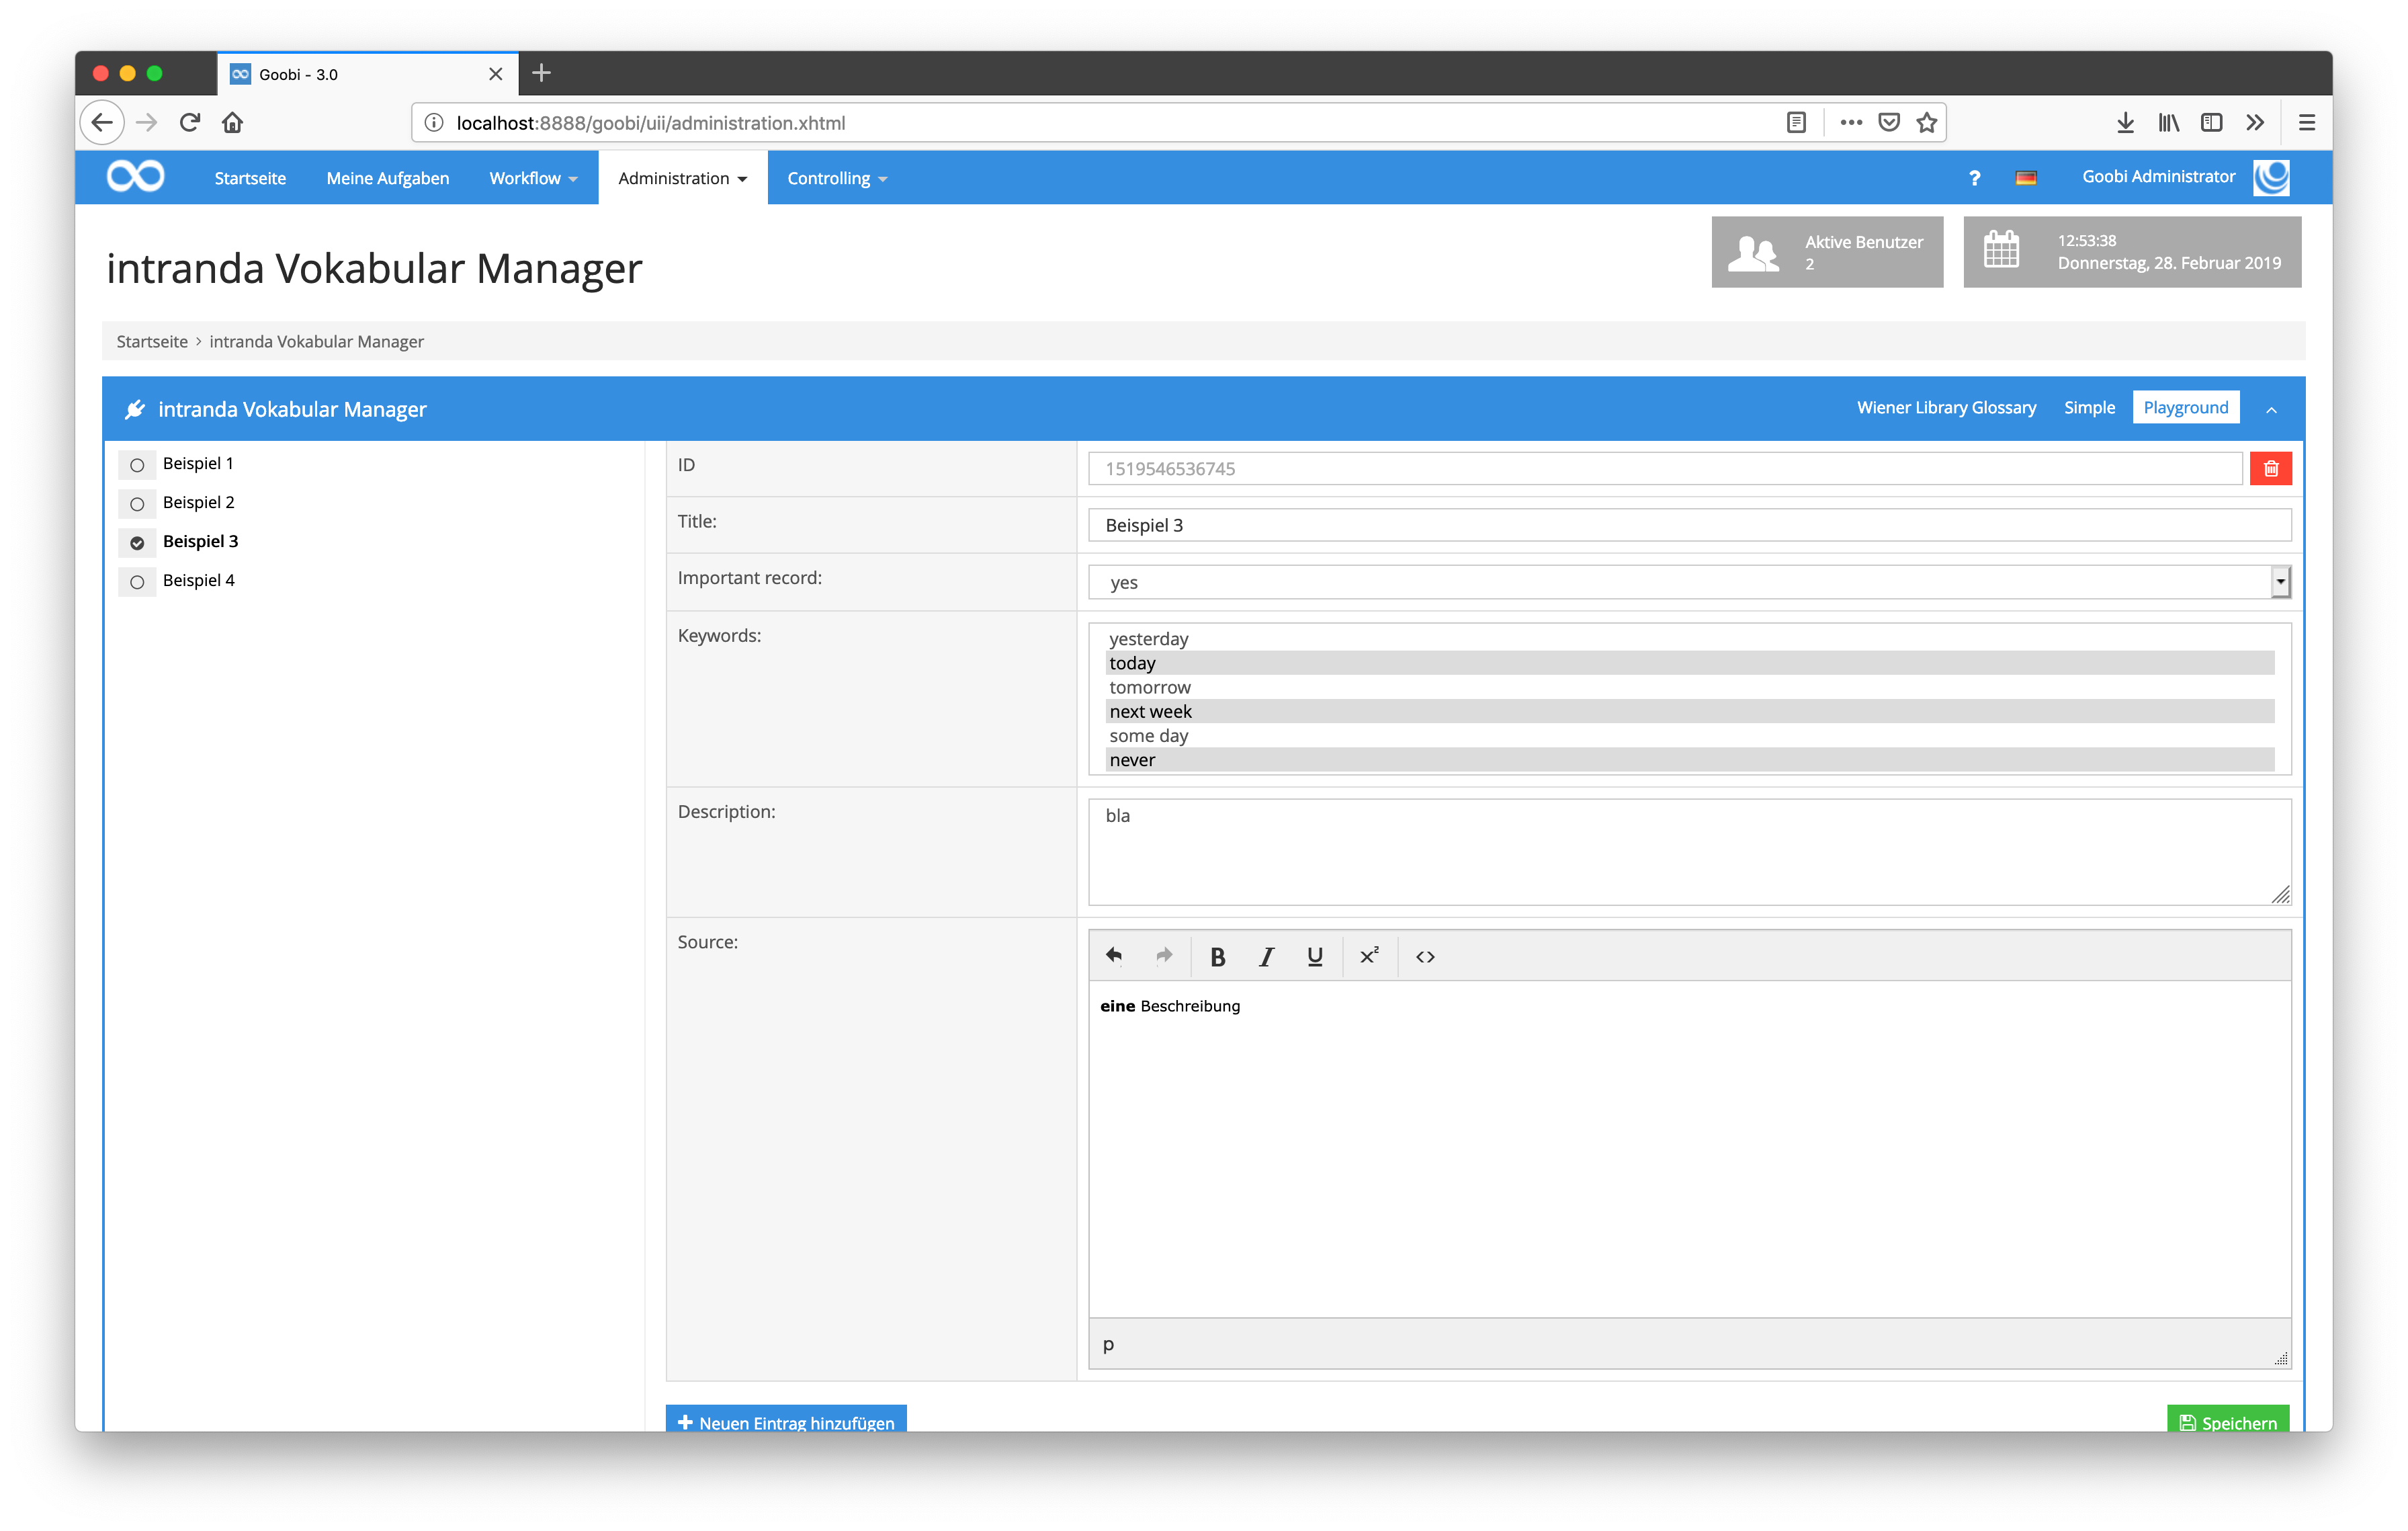 Goobi - 3.0
localhost:8888/goobi/uii/administration.xhtml
Startseite Meine Aufgaben Workflow Administration Controlling ? Goobi Administrator
intranda Vokabular Manager
Aktive Benutzer
2
12:53:38
Donnerstag, 28. Februar 2019
Startseite › intranda Vokabular Manager
intranda Vokabular Manager
Wiener Library Glossary Simple Playground
Beispiel 1
Beispiel 2
Beispiel 3
Beispiel 4
ID
1519546536745
Title:
Beispiel 3
Important record:
yes
Keywords:
yesterday
today
tomorrow
next week
some day
never
Description:
bla
Source:
B I U x² <>
eine Beschreibung
p
Neuen Eintrag hinzufügen
Speichern